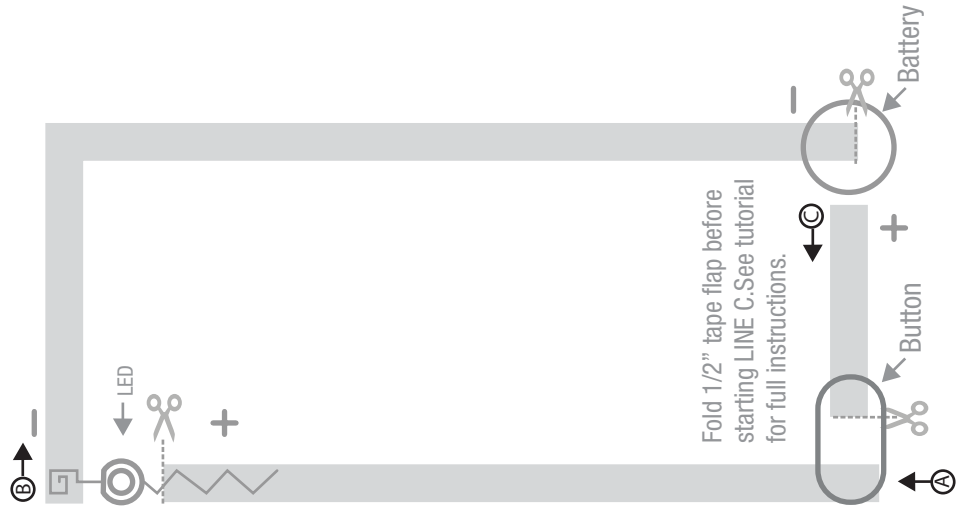 B
−
LED
+
Fold 1/2” tape flap before
starting LINE C.See tutorial
for full instructions.
C
−
Battery
+
Button
A